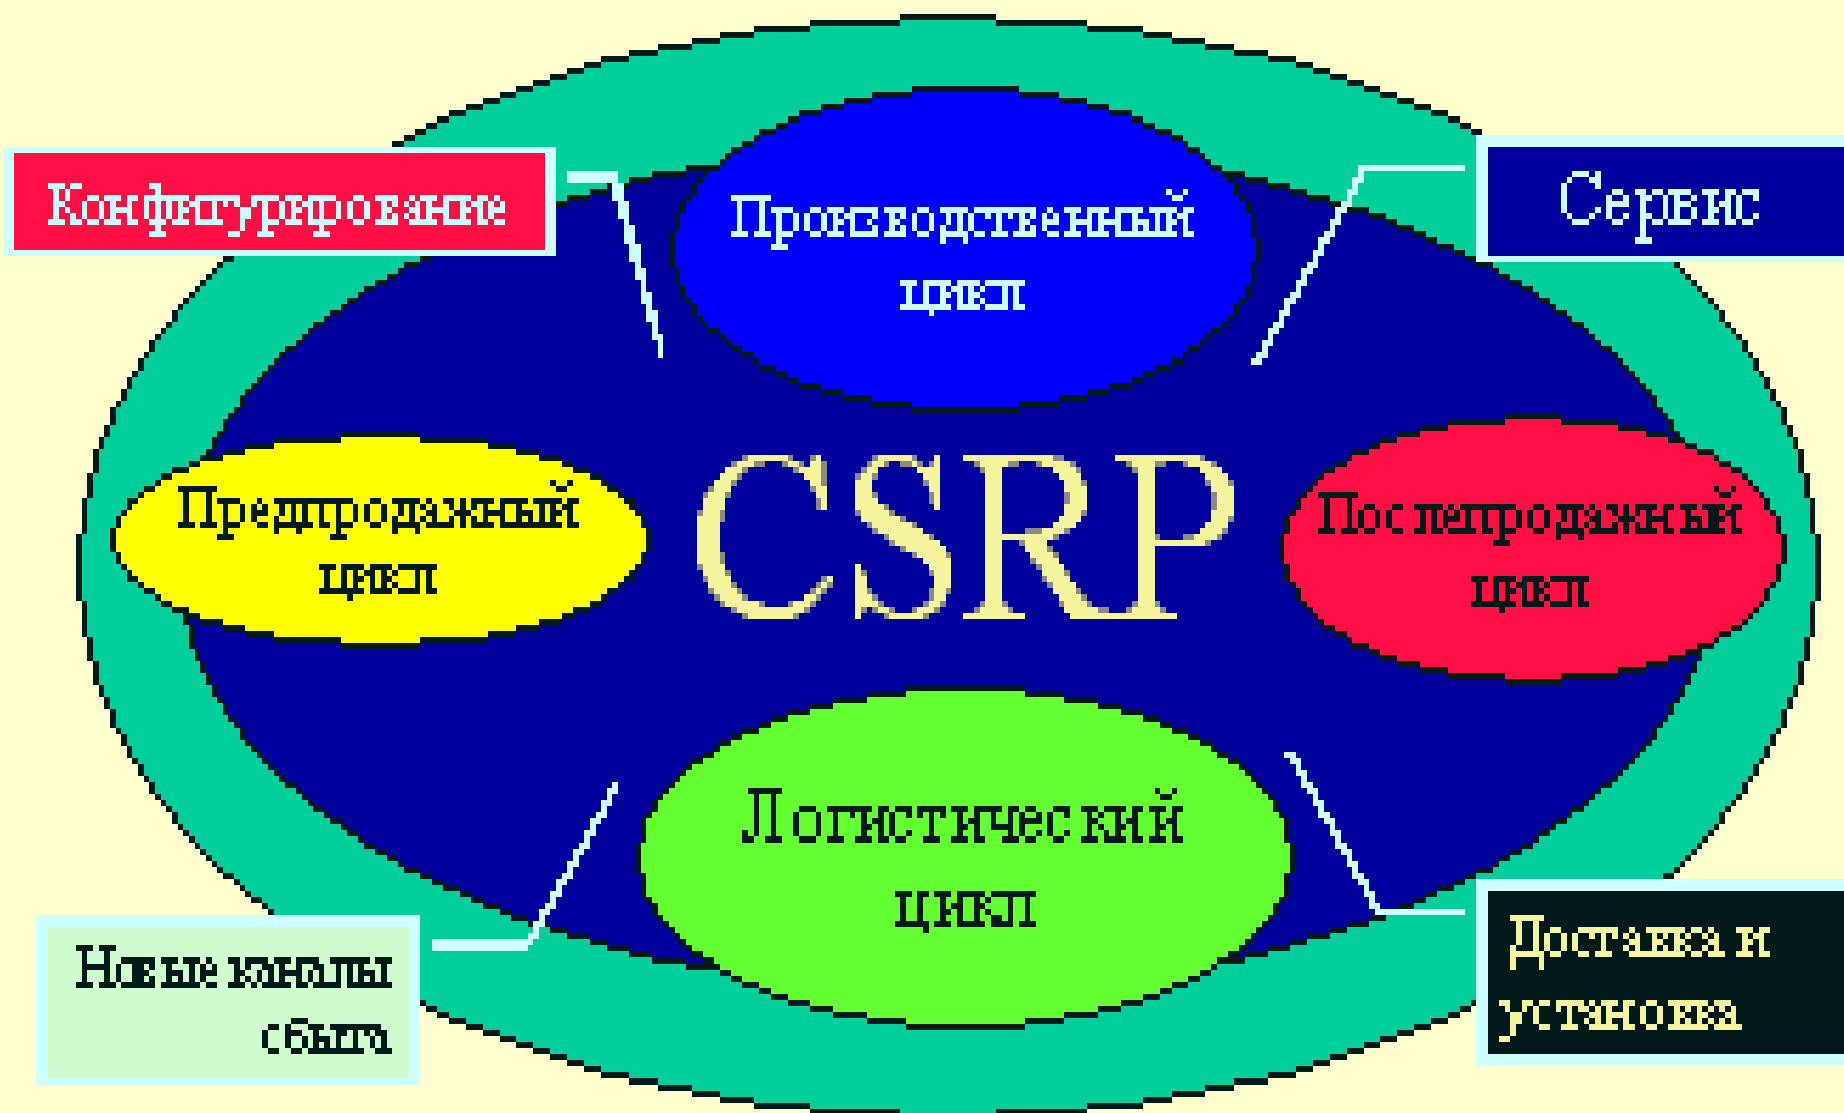 Конфигурирование
Производственный
цикл
Сервис
Предпродажный
цикл
CSRP
Послепродажный
цикл
Логистический
цикл
Новые каналы
сбыта
Доставка и
установка